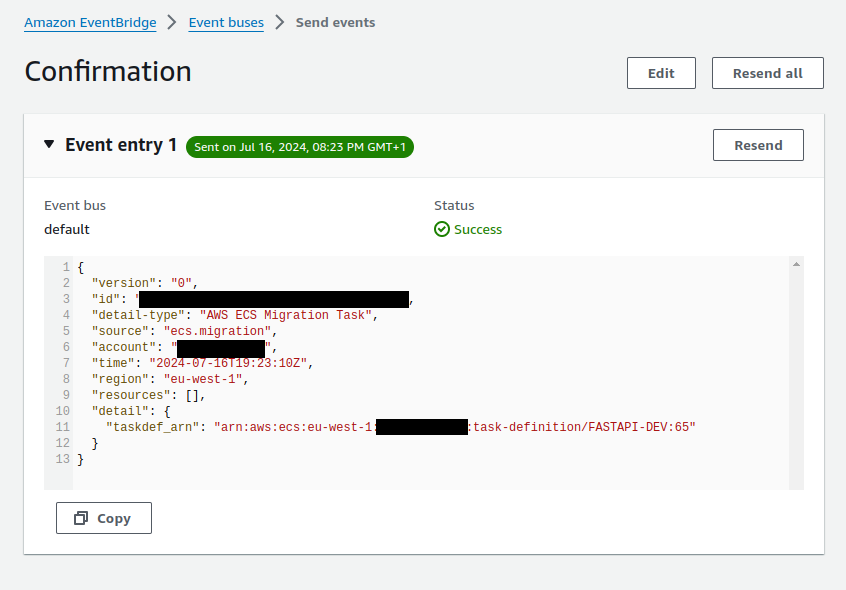 Amazon EventBridge > Event buses > Send events
Confirmation
Edit
Resend all
Event entry 1
Sent on Jul 16, 2024, 08:23 PM GMT+1
Resend
Event bus
Status
default
Success
1 {
2 "version": "0",
3 "id": " ,
4 "detail-type": "AWS ECS Migration Task",
5 "source": "ecs.migration",
6 "account": " ",
7 "time": "2024-07-16T19:23:10Z",
8 "region": "eu-west-1",
9 "resources": [],
10 "detail": {
11 "taskdef_arn": "arn:aws:ecs:eu-west-1: :task-definition/FASTAPI-DEV:65"
12 }
13 }
Copy